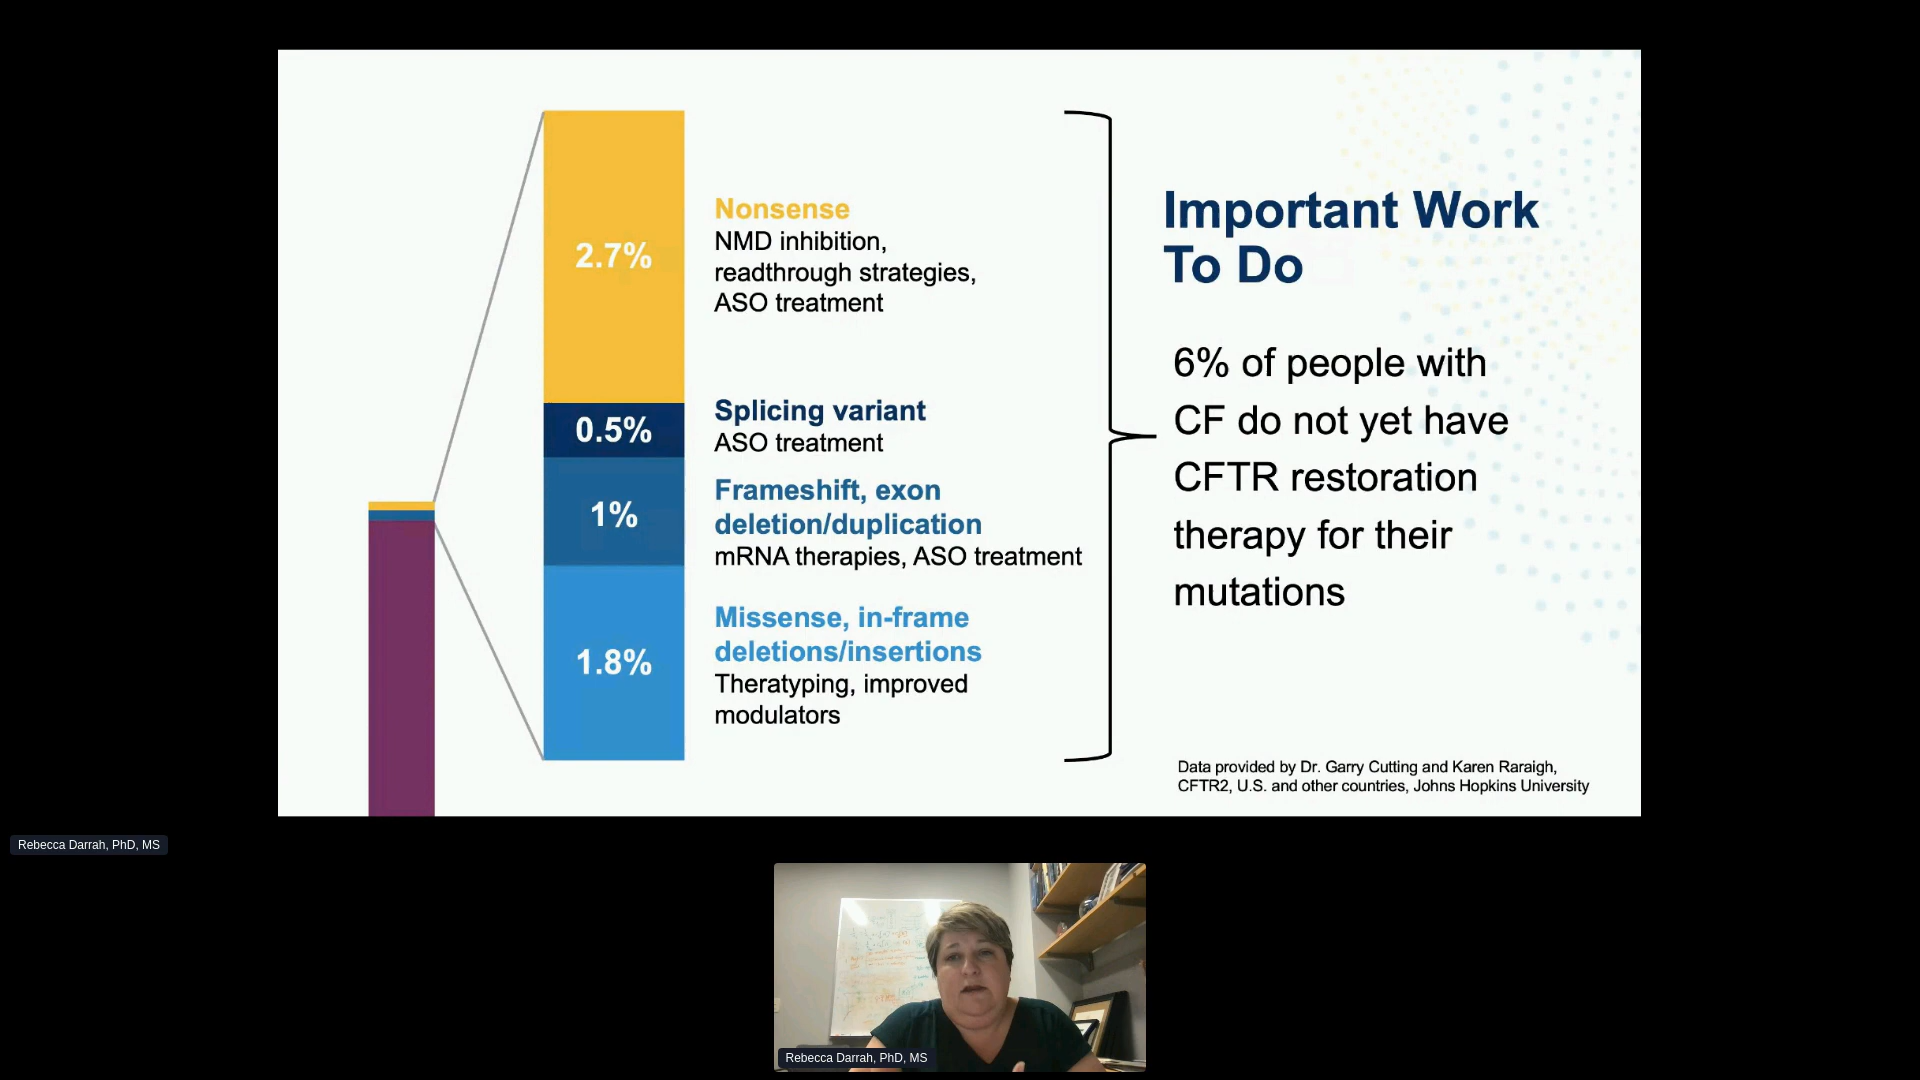 2.7%
Nonsense
NMD inhibition,
readthrough strategies,
ASO treatment
0.5%
Splicing variant
ASO treatment
1%
Frameshift, exon
deletion/duplication
mRNA therapies, ASO treatment
1.8%
Missense, in-frame
deletions/insertions
Theratyping, improved
modulators
Important Work
To Do
6% of people with
CF do not yet have
CFTR restoration
therapy for their
mutations
Data provided by Dr. Garry Cutting and Karen Raraigh,
CFTR2, U.S. and other countries, Johns Hopkins University
Rebecca Darrah, PhD, MS
Rebecca Darrah, PhD, MS